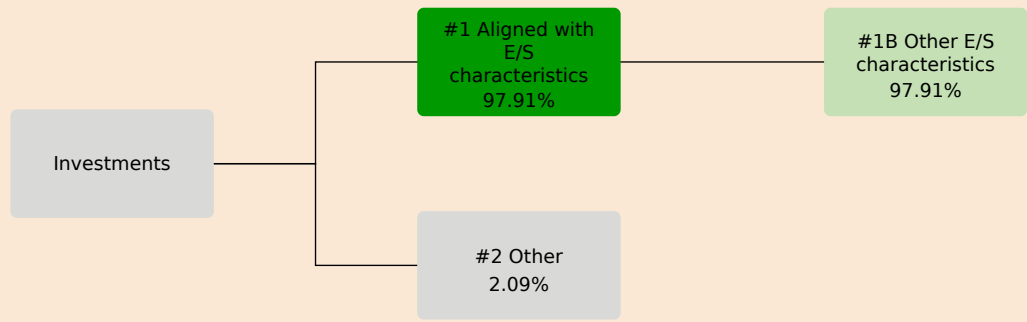 #1 Aligned with
E/S
characteristics
97.91%
#1B Other E/S
characteristics
97.91%
Investments
#2 Other
2.09%